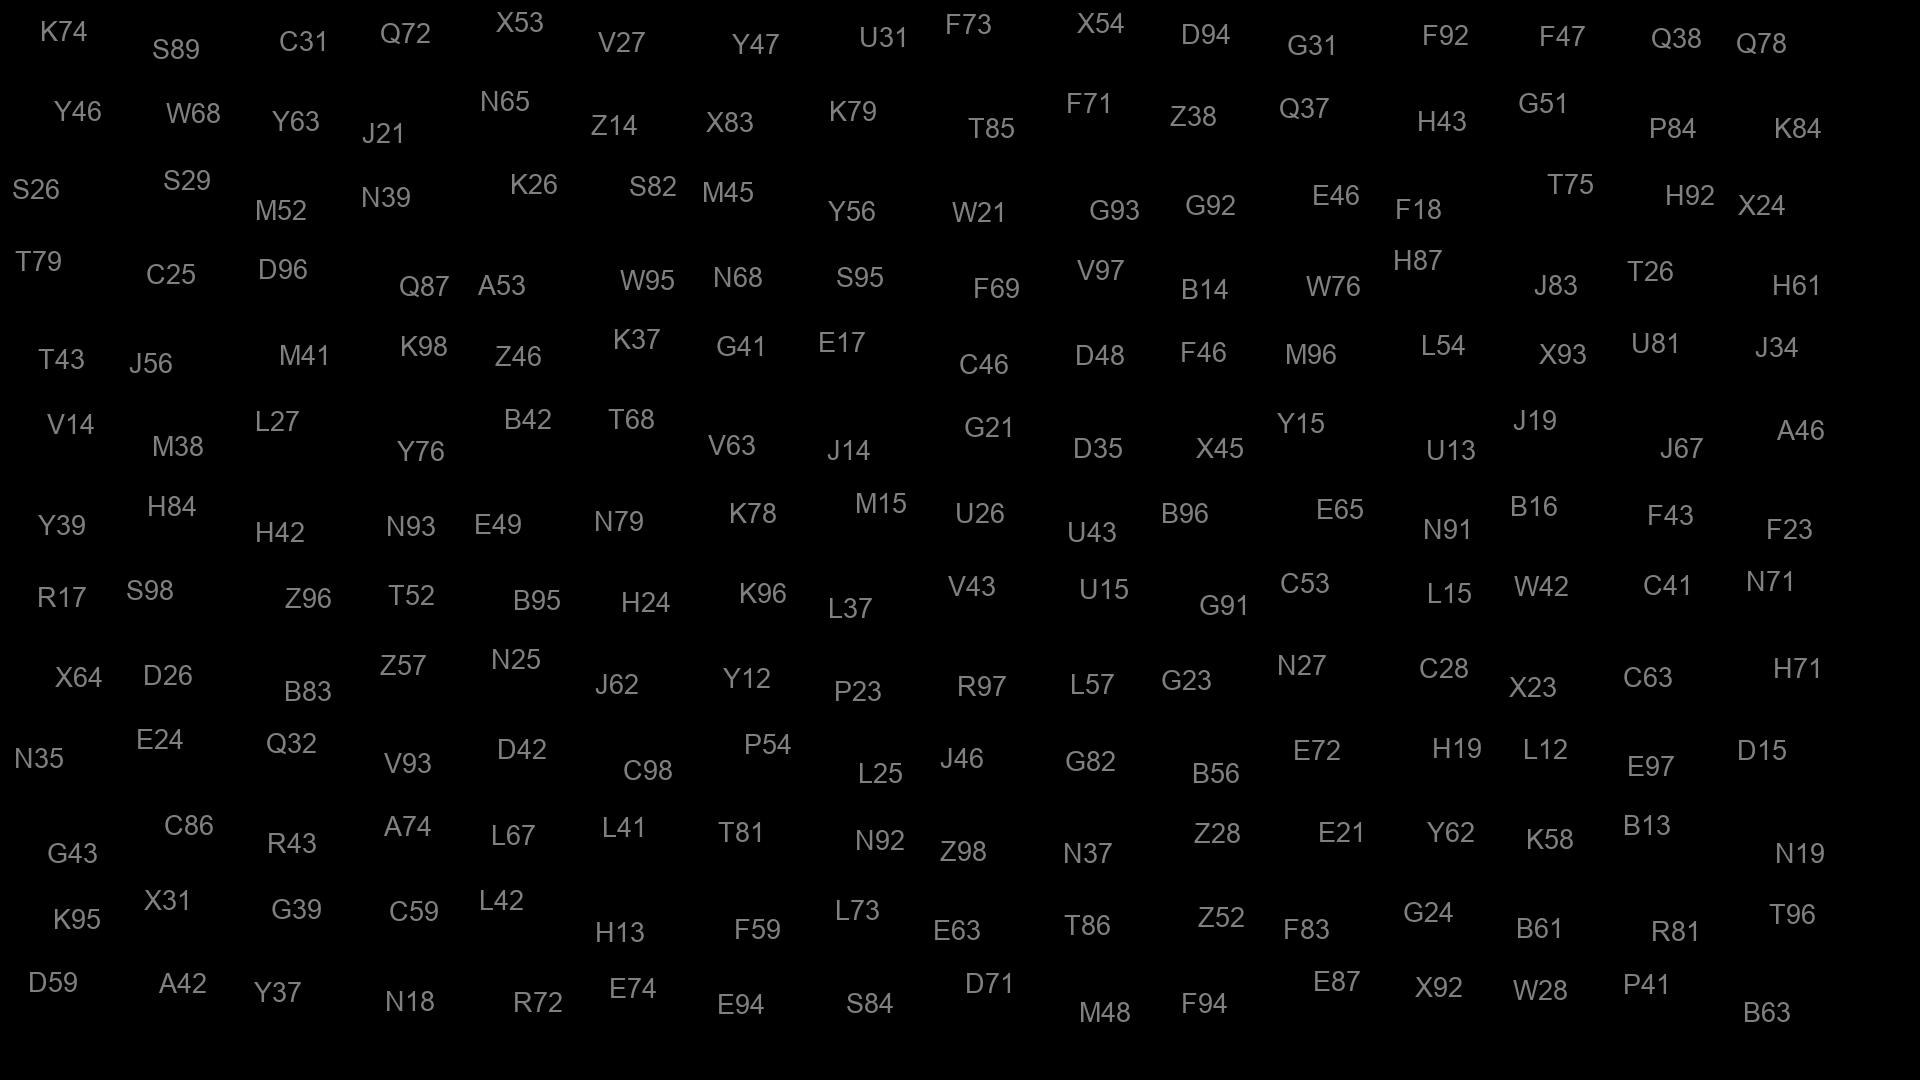 K74 S89 C31 Q72 X53 V27 Y47 U31 F73 X54 D94 G31 F92 F47 Q38 Q78
Y46 W68 Y63 J21 N65 Z14 X83 K79 T85 F71 Z38 Q37 H43 G51 P84 K84
S26 S29 M52 N39 K26 S82 M45 Y56 W21 G93 G92 E46 F18 T75 H92 X24
T79 C25 D96 Q87 A53 W95 N68 S95 F69 V97 B14 W76 H87 J83 T26 H61
T43 J56 M41 K98 Z46 K37 G41 E17 C46 D48 F46 M96 L54 X93 U81 J34
V14 M38 L27 Y76 B42 T68 V63 J14 G21 D35 X45 Y15 U13 J19 J67 A46
Y39 H84 H42 N93 E49 N79 K78 M15 U26 U43 B96 E65 N91 B16 F43 F23
R17 S98 Z96 T52 B95 H24 K96 L37 V43 U15 G91 C53 L15 W42 C41 N71
X64 D26 B83 Z57 N25 J62 Y12 P23 R97 L57 G23 N27 C28 X23 C63 H71
N35 E24 Q32 V93 D42 C98 P54 L25 J46 G82 B56 E72 H19 L12 E97 D15
G43 C86 R43 A74 L67 L41 T81 N92 Z98 N37 Z28 E21 Y62 K58 B13 N19
K95 X31 G39 C59 L42 H13 F59 L73 E63 T86 Z52 F83 G24 B61 R81 T96
D59 A42 Y37 N18 R72 E74 E94 S84 D71 M48 F94 E87 X92 W28 P41 B63